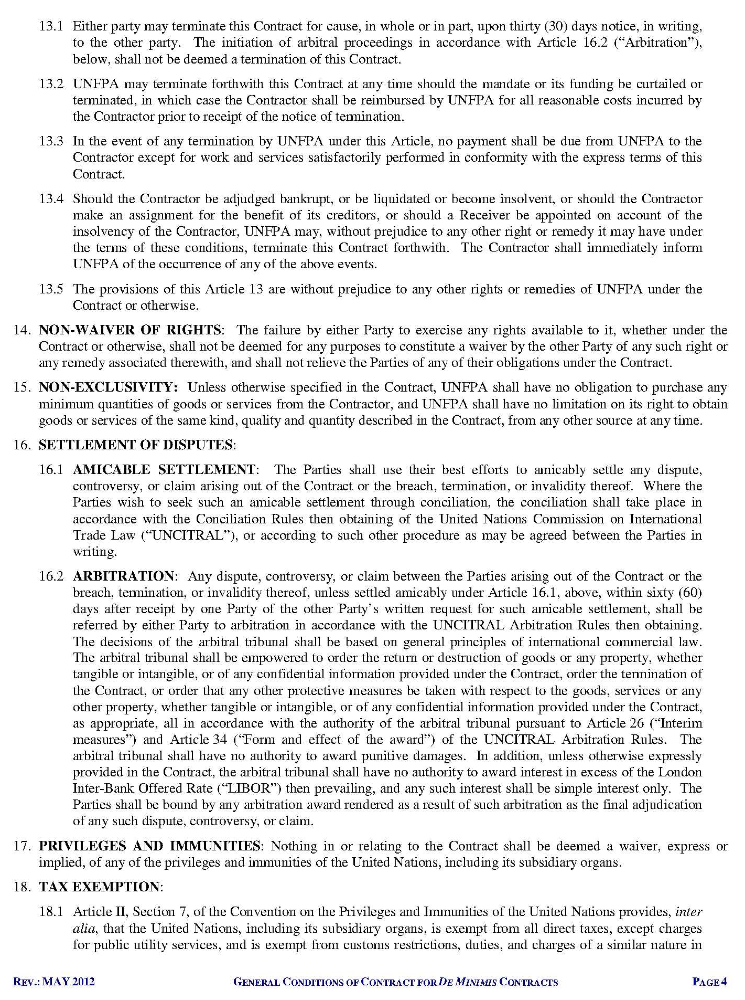 13.1 Either party may terminate this Contract for cause, in whole or in part, upon thirty (30) days notice, in writing,
to the other party. The initiation of arbitral proceedings in accordance with Article 16.2 (“Arbitration”),
below, shall not be deemed a termination of this Contract.
13.2 UNFPA may terminate forthwith this Contract at any time should the mandate or its funding be curtailed or
terminated, in which case the Contractor shall be reimbursed by UNFPA for all reasonable costs incurred by
the Contractor prior to receipt of the notice of termination.
13.3 In the event of any termination by UNFPA under this Article, no payment shall be due from UNFPA to the
Contractor except for work and services satisfactorily performed in conformity with the express terms of this
Contract.
13.4 Should the Contractor be adjudged bankrupt, or be liquidated or become insolvent, or should the Contractor
make an assignment for the benefit of its creditors, or should a Receiver be appointed on account of the
insolvency of the Contractor, UNFPA may, without prejudice to any other right or remedy it may have under
the terms of these conditions, terminate this Contract forthwith. The Contractor shall immediately inform
UNFPA of the occurrence of any of the above events.
13.5 The provisions of this Article 13 are without prejudice to any other rights or remedies of UNFPA under the
Contract or otherwise.
14. NON-WAIVER OF RIGHTS: The failure by either Party to exercise any rights available to it, whether under the
Contract or otherwise, shall not be deemed for any purposes to constitute a waiver by the other Party of any such right or
any remedy associated therewith, and shall not relieve the Parties of any of their obligations under the Contract.
15. NON-EXCLUSIVITY: Unless otherwise specified in the Contract, UNFPA shall have no obligation to purchase any
minimum quantities of goods or services from the Contractor, and UNFPA shall have no limitation on its right to obtain
goods or services of the same kind, quality and quantity described in the Contract, from any other source at any time.
16. SETTLEMENT OF DISPUTES:
16.1 AMICABLE SETTLEMENT: The Parties shall use their best efforts to amicably settle any dispute,
controversy, or claim arising out of the Contract or the breach, termination, or invalidity thereof. Where the
Parties wish to seek such an amicable settlement through conciliation, the conciliation shall take place in
accordance with the Conciliation Rules then obtaining of the United Nations Commission on International
Trade Law (“UNCITRAL”), or according to such other procedure as may be agreed between the Parties in
writing.
16.2 ARBITRATION: Any dispute, controversy, or claim between the Parties arising out of the Contract or the
breach, termination, or invalidity thereof, unless settled amicably under Article 16.1, above, within sixty (60)
days after receipt by one Party of the other Party’s written request for such amicable settlement, shall be
referred by either Party to arbitration in accordance with the UNCITRAL Arbitration Rules then obtaining.
The decisions of the arbitral tribunal shall be based on general principles of international commercial law.
The arbitral tribunal shall be empowered to order the return or destruction of goods or any property, whether
tangible or intangible, or of any confidential information provided under the Contract, order the termination of
the Contract, or order that any other protective measures be taken with respect to the goods, services or any
other property, whether tangible or intangible, or of any confidential information provided under the Contract,
as appropriate, all in accordance with the authority of the arbitral tribunal pursuant to Article 26 (“Interim
measures”) and Article 34 (“Form and effect of the award”) of the UNCITRAL Arbitration Rules. The
arbitral tribunal shall have no authority to award punitive damages. In addition, unless otherwise expressly
provided in the Contract, the arbitral tribunal shall have no authority to award interest in excess of the London
Inter-Bank Offered Rate (“LIBOR”) then prevailing, and any such interest shall be simple interest only. The
Parties shall be bound by any arbitration award rendered as a result of such arbitration as the final adjudication
of any such dispute, controversy, or claim.
17. PRIVILEGES AND IMMUNITIES: Nothing in or relating to the Contract shall be deemed a waiver, express or
implied, of any of the privileges and immunities of the United Nations, including its subsidiary organs.
18. TAX EXEMPTION:
18.1 Article II, Section 7, of the Convention on the Privileges and Immunities of the United Nations provides, inter
alia, that the United Nations, including its subsidiary organs, is exempt from all direct taxes, except charges
for public utility services, and is exempt from customs restrictions, duties, and charges of a similar nature in
REV.: MAY 2012 GENERAL CONDITIONS OF CONTRACT FOR DE MINIMIS CONTRACTS PAGE 4